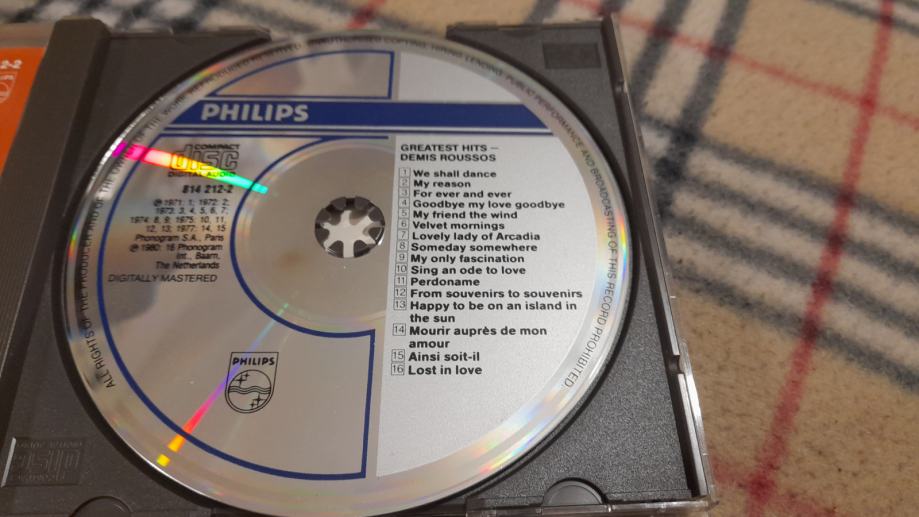 2-2
ALL RIGHTS OF THE PRODUCER AND OF THE OWNER OF THE WORK REPRODUCED RESERVED. UNAUTHORISED COPYING, HIRING, LENDING, PUBLIC PERFORMANCE AND BROADCASTING OF THIS RECORD PROHIBITED.
PHILIPS
COMPACT
disc
DIGITAL AUDIO
814 212-2
℗ 1971: 1; 1972: 2;
1973: 3, 4, 5, 6, 7;
1974: 8, 9; 1975: 10, 11,
12, 13; 1977: 14, 15
Phonogram S.A., Paris
℗ 1980: 16 Phonogram
Int., Baarn,
The Netherlands
DIGITALLY MASTERED
GREATEST HITS –
DEMIS ROUSSOS
1 We shall dance
2 My reason
3 For ever and ever
4 Goodbye my love goodbye
5 My friend the wind
6 Velvet mornings
7 Lovely lady of Arcadia
8 Someday somewhere
9 My only fascination
10 Sing an ode to love
11 Perdoname
12 From souvenirs to souvenirs
13 Happy to be on an island in
the sun
14 Mourir auprès de mon
amour
15 Ainsi soit-il
16 Lost in love
PHILIPS
disc